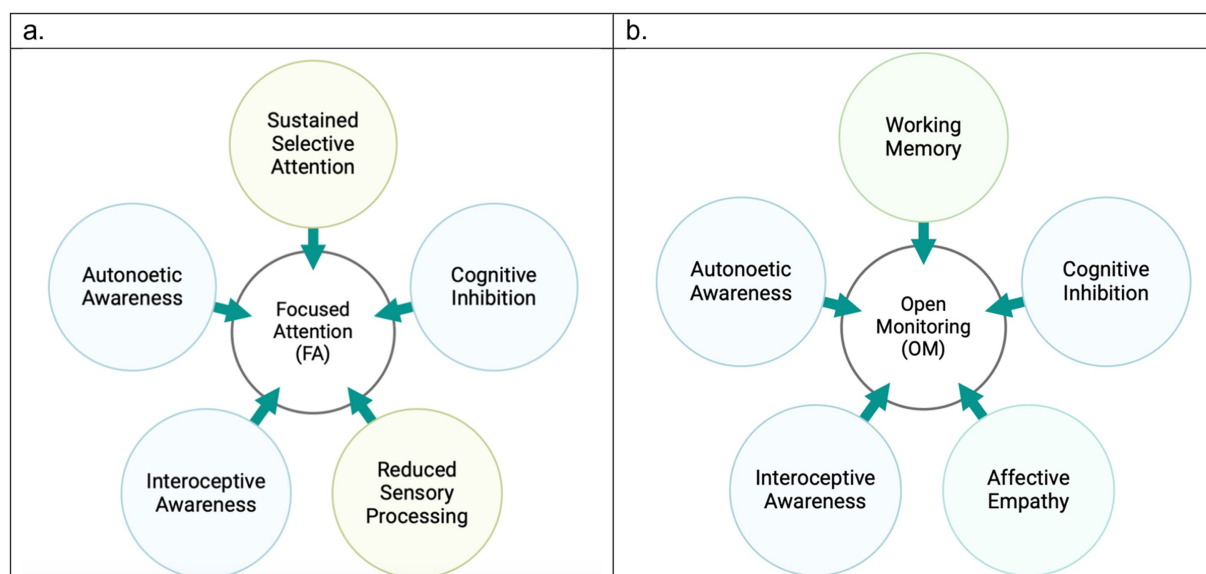 a.
Sustained
Selective
Attention
Autonoetic
Awareness
Cognitive
Inhibition
Focused
Attention
(FA)
Interoceptive
Awareness
Reduced
Sensory
Processing
b.
Working
Memory
Autonoetic
Awareness
Cognitive
Inhibition
Open
Monitoring
(OM)
Interoceptive
Awareness
Affective
Empathy